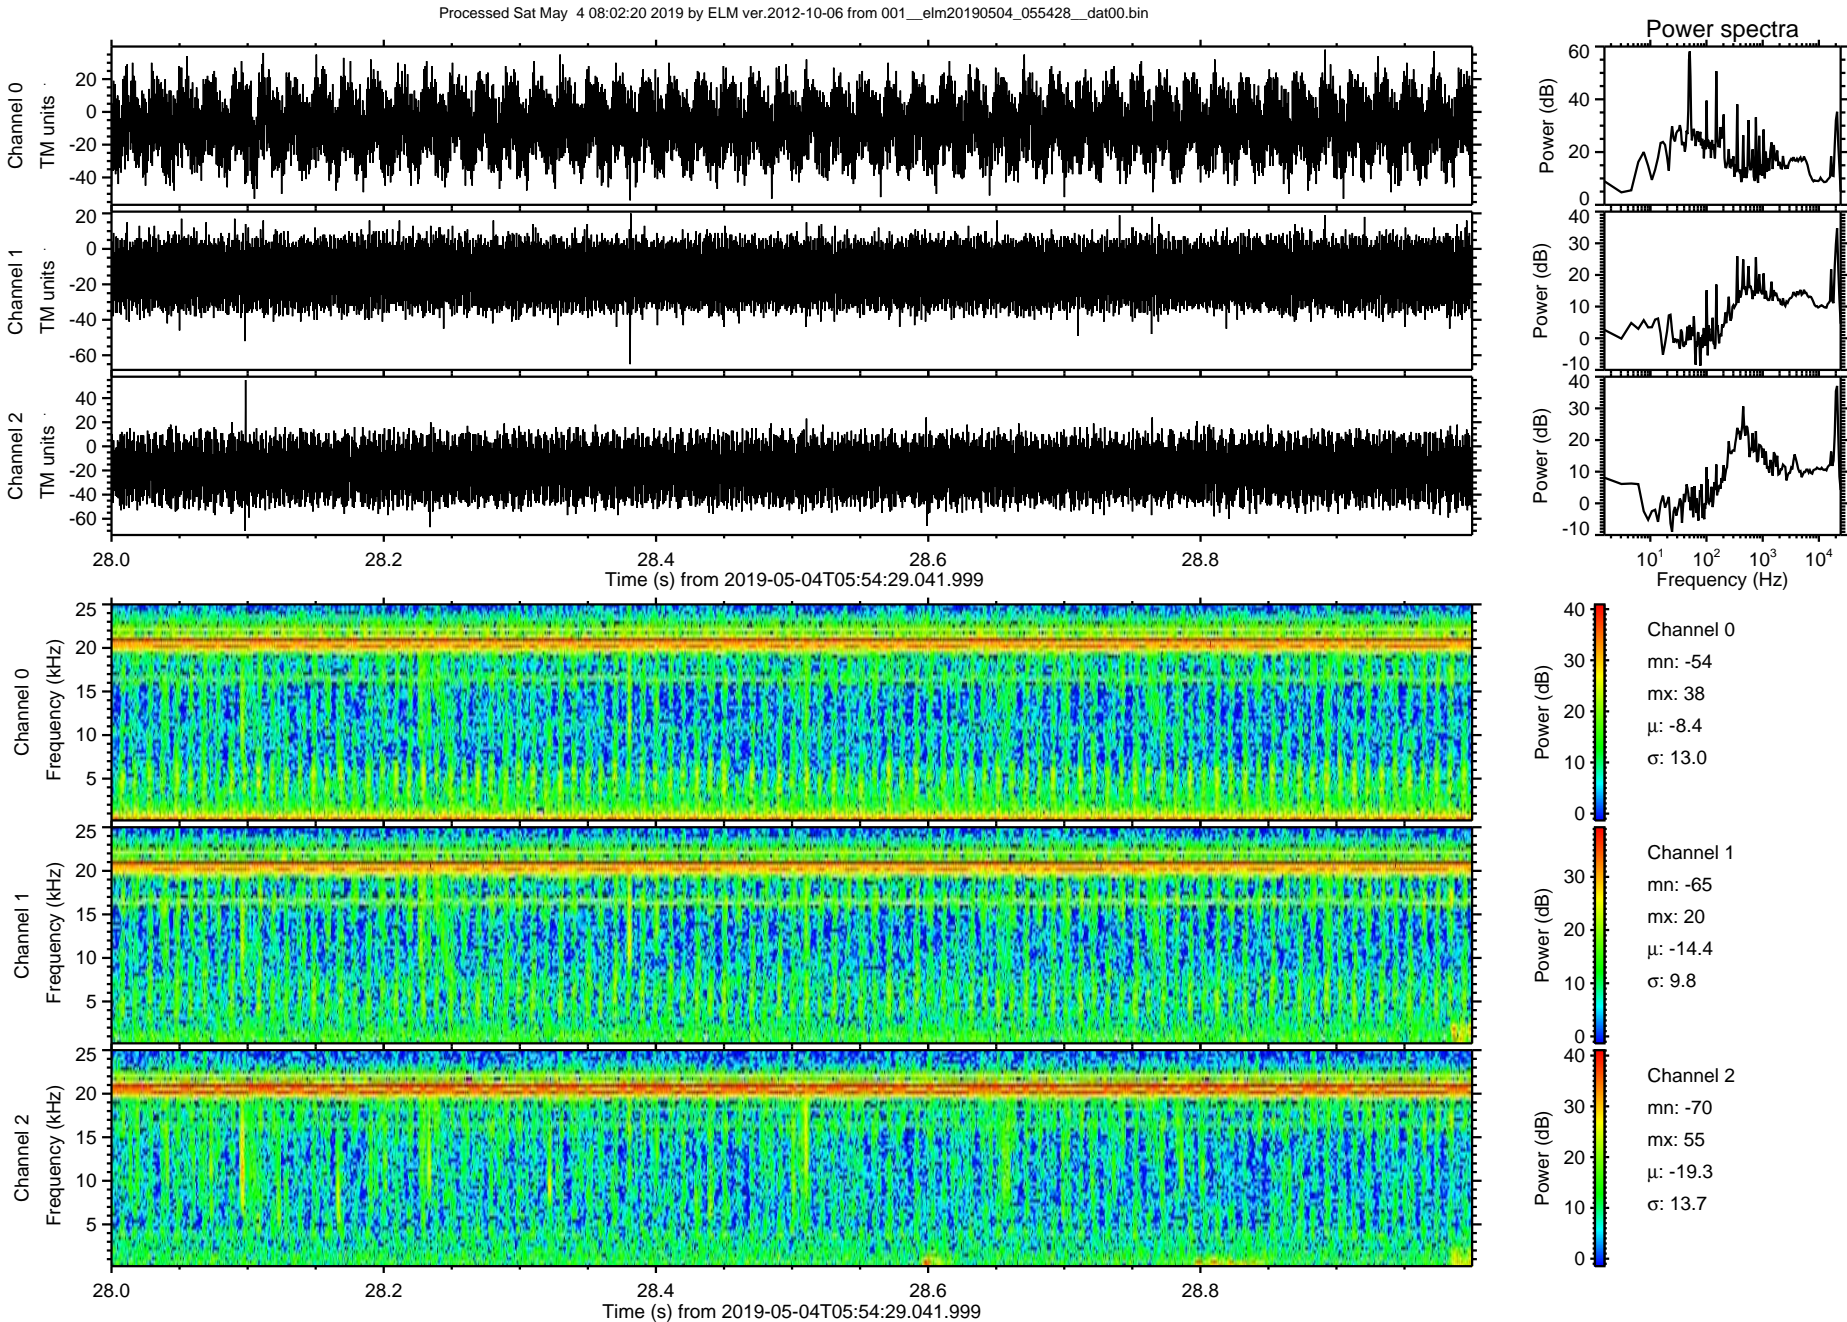 Processed Sat May  4 08:02:20 2019 by ELM ver.2012-10-06 from 001__elm20190504_055428__dat00.bin
Power spectra
Channel 0
TM units
20
0
-20
-40
Power (dB)
60
40
20
0
Channel 1
TM units
20
0
-20
-40
-60
Power (dB)
40
30
20
10
0
-10
Channel 2
TM units
40
20
0
-20
-40
-60
Power (dB)
40
30
20
10
0
-10
28.0 28.2 28.4 28.6 28.8
Time (s) from 2019-05-04T05:54:29.041.999
10¹ 10² 10³ 10⁴
Frequency (Hz)
Channel 0
Frequency (kHz)
25
20
15
10
5
Power (dB)
40
30
20
10
0
Channel 0
mn: -54
mx: 38
μ: -8.4
σ: 13.0
Channel 1
Frequency (kHz)
25
20
15
10
5
Power (dB)
30
20
10
0
Channel 1
mn: -65
mx: 20
μ: -14.4
σ: 9.8
Channel 2
Frequency (kHz)
25
20
15
10
5
Power (dB)
40
30
20
10
0
Channel 2
mn: -70
mx: 55
μ: -19.3
σ: 13.7
28.0 28.2 28.4 28.6 28.8
Time (s) from 2019-05-04T05:54:29.041.999